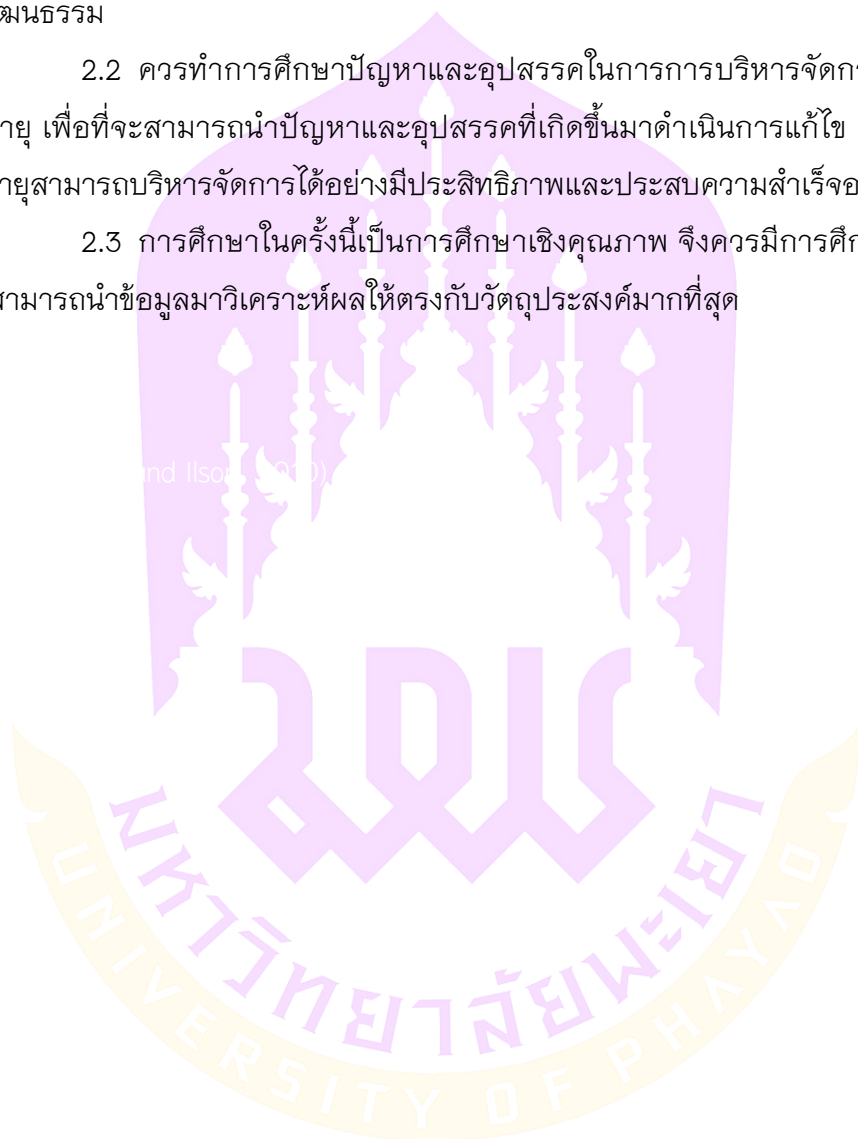 ฒนธรรม
2.2 ควรทำการศึกษาปัญหาและอุปสรรคในการการบริหารจัดกา
ายุ เพื่อที่จะสามารถนำปัญหาและอุปสรรคที่เกิดขึ้นมาดำเนินการแก้ไข
ายุสามารถบริหารจัดการได้อย่างมีประสิทธิภาพและประสบความสำเร็จอ
2.3 การศึกษาในครั้งนี้เป็นการศึกษาเชิงคุณภาพ จึงควรมีการศึก
สามารถนำข้อมูลมาวิเคราะห์ผลให้ตรงกับวัตถุประสงค์มากที่สุด
มหาวิทยาลัยพะเยา
UNIVERSITY OF PHAYAO